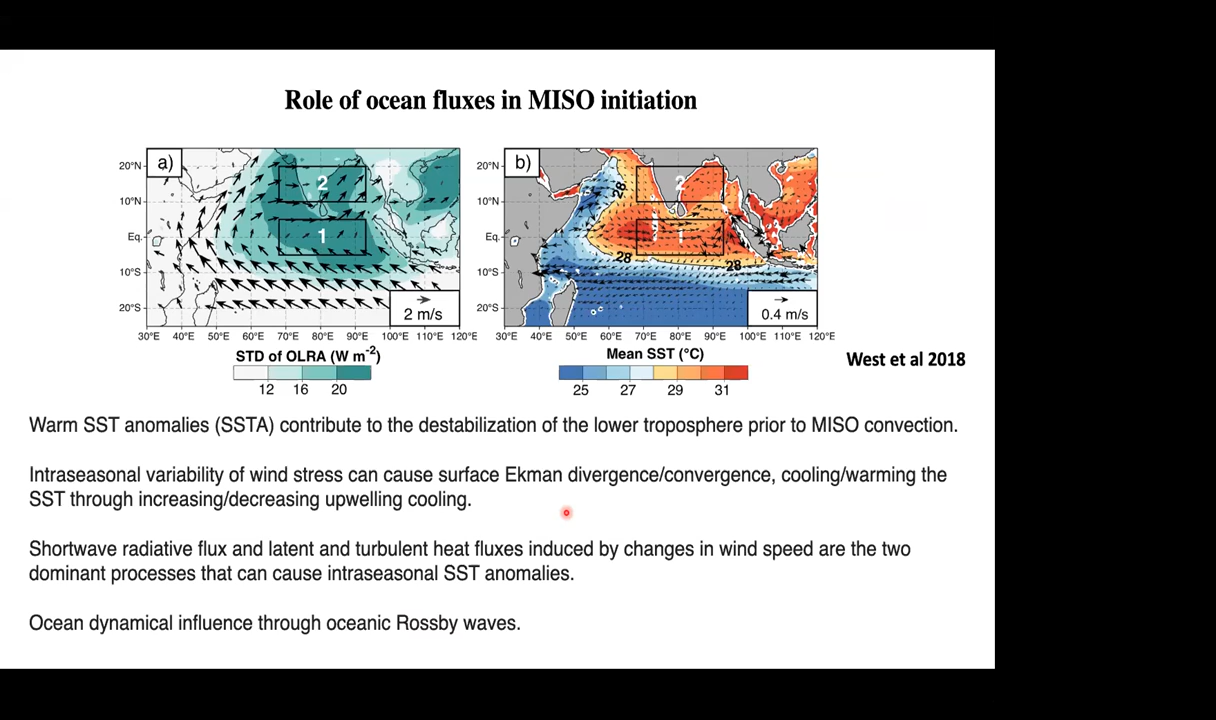 Role of ocean fluxes in MISO initiation
a)
20°N
10°N
Eq.
10°S
20°S
2
1
2 m/s
30°E 40°E 50°E 60°E 70°E 80°E 90°E 100°E 110°E 120°E
STD of OLRA (W m-2)
12 16 20
b)
20°N
10°N
Eq.
10°S
20°S
28
2
1
28
28
0.4 m/s
30°E 40°E 50°E 60°E 70°E 80°E 90°E 100°E 110°E 120°E
Mean SST (°C)
25 27 29 31
West et al 2018
Warm SST anomalies (SSTA) contribute to the destabilization of the lower troposphere prior to MISO convection.
Intraseasonal variability of wind stress can cause surface Ekman divergence/convergence, cooling/warming the
SST through increasing/decreasing upwelling cooling.
Shortwave radiative flux and latent and turbulent heat fluxes induced by changes in wind speed are the two
dominant processes that can cause intraseasonal SST anomalies.
Ocean dynamical influence through oceanic Rossby waves.